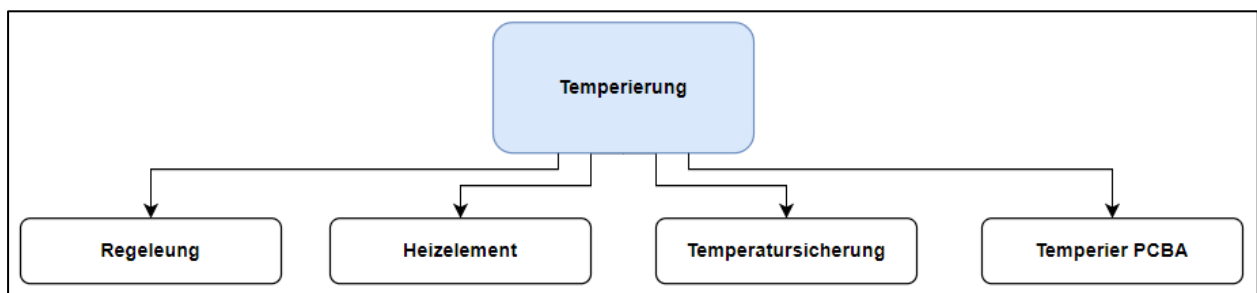 Temperierung
Regeleung
Heizelement
Temperatursicherung
Temperier PCBA